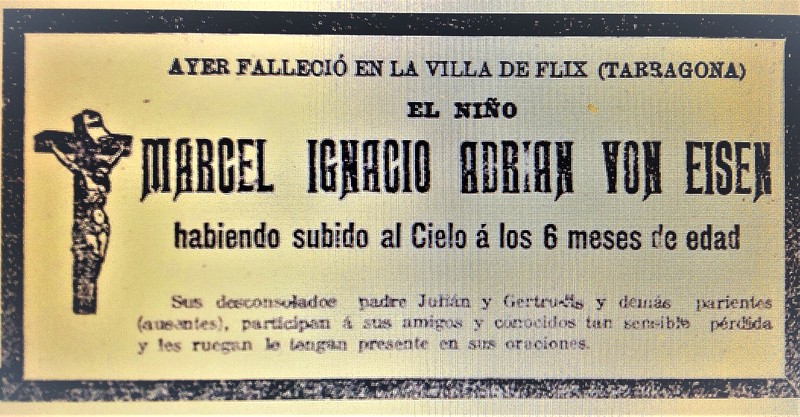 AYER FALLECIÓ EN LA VILLA DE FLIX (TARRAGONA)
EL NIÑO
MARCEL IGNACIO ADRIAN VON EISEN
habiendo subido al Cielo á los 6 meses de edad
Sus desconsolados padre Julián y Gertrudis y demás parientes
(ausentes), participan á sus amigos y conocidos tan sensible pérdida
y les ruegan le tengan presente en sus oraciones.